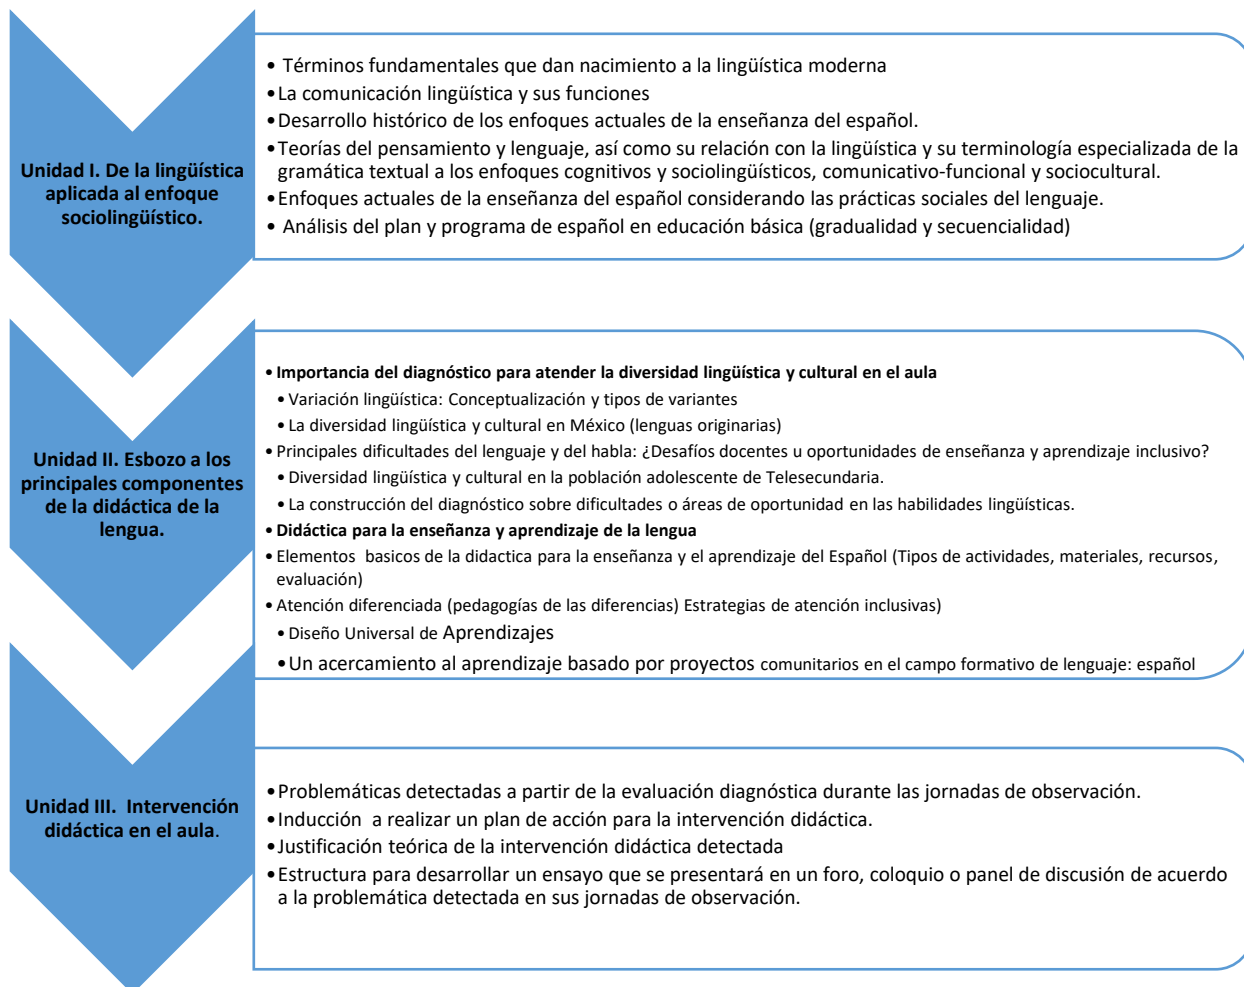 Unidad I. De la lingüística
aplicada al enfoque
sociolingüístico.
• Términos fundamentales que dan nacimiento a la lingüística moderna
•La comunicación lingüística y sus funciones
•Desarrollo histórico de los enfoques actuales de la enseñanza del español.
•Teorías del pensamiento y lenguaje, así como su relación con la lingüística y su terminología especializada de la
gramática textual a los enfoques cognitivos y sociolingüísticos, comunicativo-funcional y sociocultural.
•Enfoques actuales de la enseñanza del español considerando las prácticas sociales del lenguaje.
• Análisis del plan y programa de español en educación básica (gradualidad y secuencialidad)
Unidad II. Esbozo a los
principales componentes
de la didáctica de la
lengua.
•Importancia del diagnóstico para atender la diversidad lingüística y cultural en el aula
•Variación lingüística: Conceptualización y tipos de variantes
•La diversidad lingüística y cultural en México (lenguas originarias)
•Principales dificultades del lenguaje y del habla: ¿Desafíos docentes u oportunidades de enseñanza y aprendizaje inclusivo?
•Diversidad lingüística y cultural en la población adolescente de Telesecundaria.
•La construcción del diagnóstico sobre dificultades o áreas de oportunidad en las habilidades lingüísticas.
•Didáctica para la enseñanza y aprendizaje de la lengua
•Elementos basicos de la didactica para la enseñanza y el aprendizaje del Español (Tipos de actividades, materiales, recursos,
evaluación)
•Atención diferenciada (pedagogías de las diferencias) Estrategias de atención inclusivas)
•Diseño Universal de Aprendizajes
•Un acercamiento al aprendizaje basado por proyectos comunitarios en el campo formativo de lenguaje: español
Unidad III. Intervención
didáctica en el aula.
•Problemáticas detectadas a partir de la evaluación diagnóstica durante las jornadas de observación.
•Inducción a realizar un plan de acción para la intervención didáctica.
•Justificación teórica de la intervención didáctica detectada
•Estructura para desarrollar un ensayo que se presentará en un foro, coloquio o panel de discusión de acuerdo
a la problemática detectada en sus jornadas de observación.